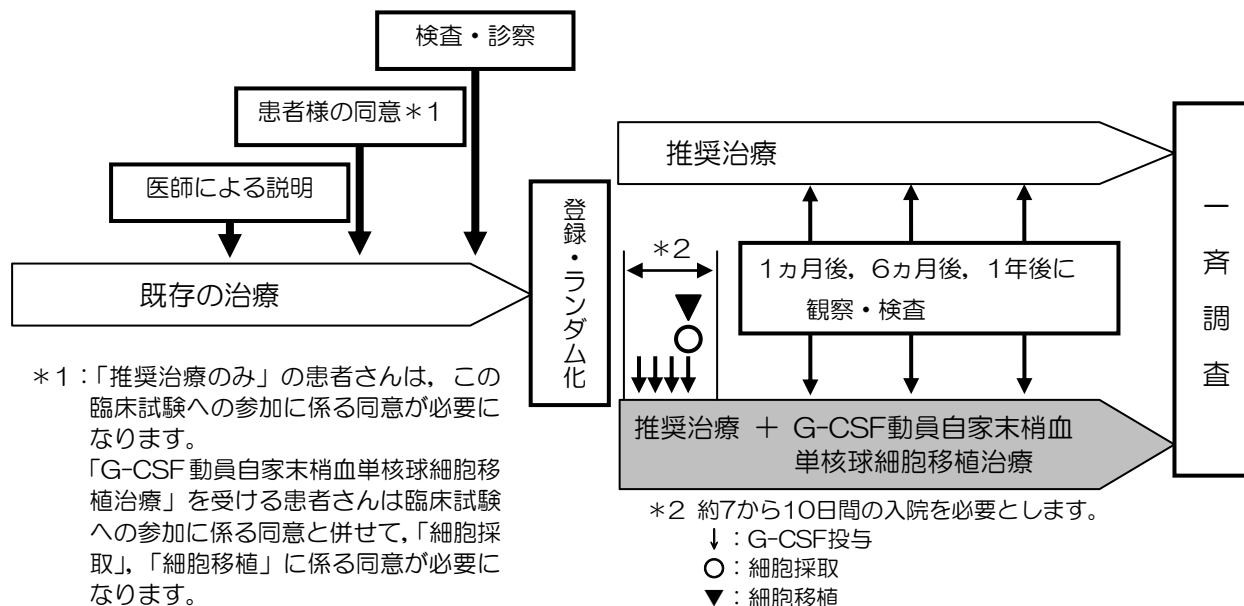 検査・診察
患者様の同意＊1
医師による説明
既存の治療
登録・ランダム化
推奨治療
＊2
1ヵ月後，6ヵ月後，1年後に
観察・検査
推奨治療 ＋ G-CSF動員自家末梢血
単核球細胞移植治療
一斉調査
＊1：「推奨治療のみ」の患者さんは，この
臨床試験への参加に係る同意が必要に
なります。
「G-CSF動員自家末梢血単核球細胞移
植治療」を受ける患者さんは臨床試験
への参加に係る同意と併せて，「細胞採
取」，「細胞移植」に係る同意が必要に
なります。
＊2 約7から10日間の入院を必要とします。
↓：G-CSF投与
○：細胞採取
▼：細胞移植